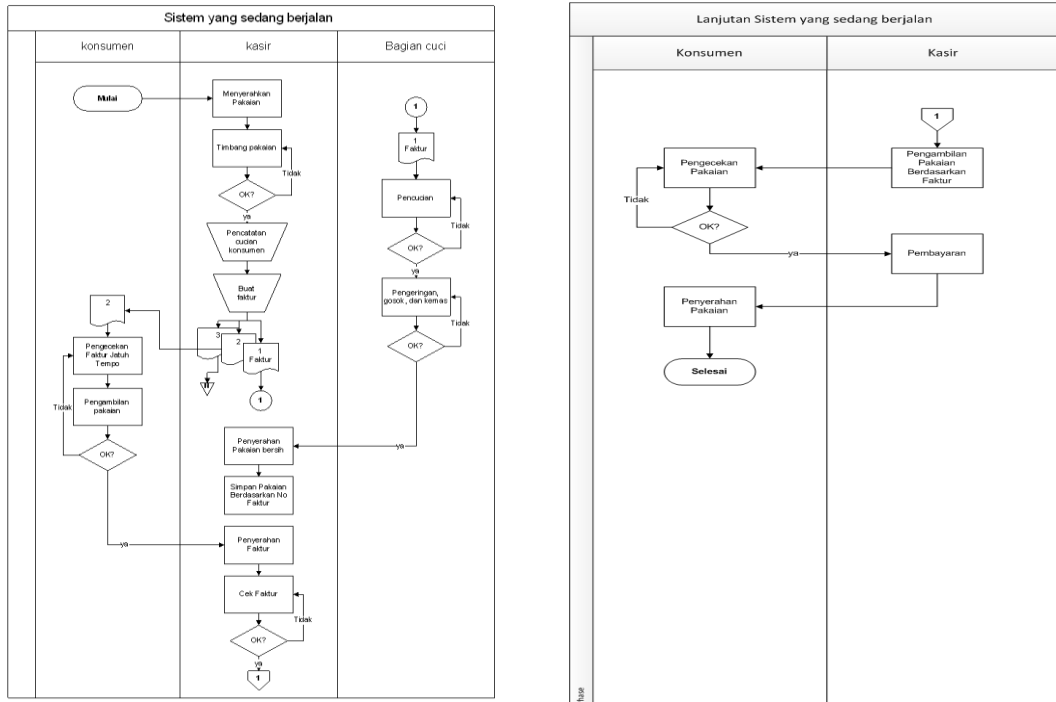 Sistem yang sedang berjalan
konsumen
kasir
Bagian cuci
Mulai
Menyerahkan
Pakaian
Timbang pakaian
Tidak
OK?
ya
Pencatatan
cucian
konsumen
Buat
faktur
3
2
1
Faktur
1
2
Pengecekan
Faktur Jatuh
Tempo
Pengambilan
pakaian
Tidak
OK?
ya
1
1
Faktur
Pencucian
Tidak
OK?
ya
Pengeringan,
gosok, dan kemas
Tidak
OK?
ya
Penyerahan
Pakaian bersih
Simpan Pakaian
Berdasarkan No
Faktur
Penyerahan
Faktur
Cek Faktur
Tidak
OK?
ya
1
Lanjutan Sistem yang sedang berjalan
Konsumen
Kasir
1
Pengambilan
Pakaian
Berdasarkan
Faktur
Pengecekan
Pakaian
Tidak
OK?
ya
Pembayaran
Penyerahan
Pakaian
Selesai
hase